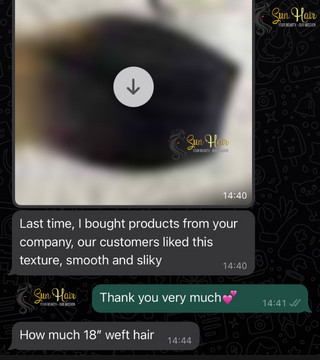 Sun Hair
Sun Hair
14:40
Last time, I bought products from your
company, our customers liked this
texture, smooth and sliky
14:40
Sun Hair
Thank you very much💕
14:41
How much 18” weft hair
14:44